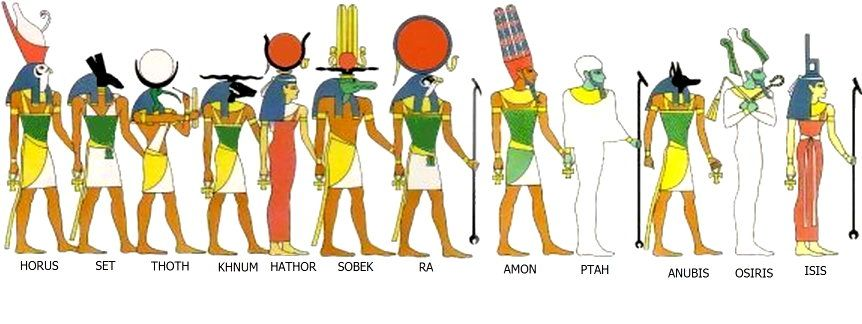 HORUS SET THOTH KHNUM HATHOR SOBEK RA AMON PTAH ANUBIS OSIRIS ISIS